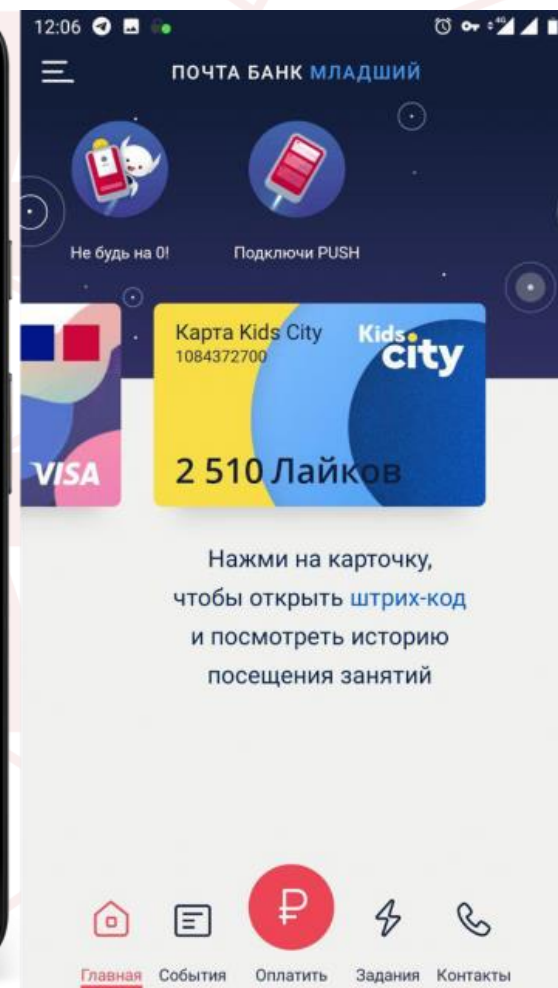 12:06
4G
ПОЧТА БАНК МЛАДШИЙ
Не будь на 0!
Подключи PUSH
VISA
Карта Kids City
1084372700
Kids
city
2 510 Лайков
Нажми на карточку,
чтобы открыть штрих-код
и посмотреть историю
посещения занятий
Главная
События
Оплатить
Задания
Контакты